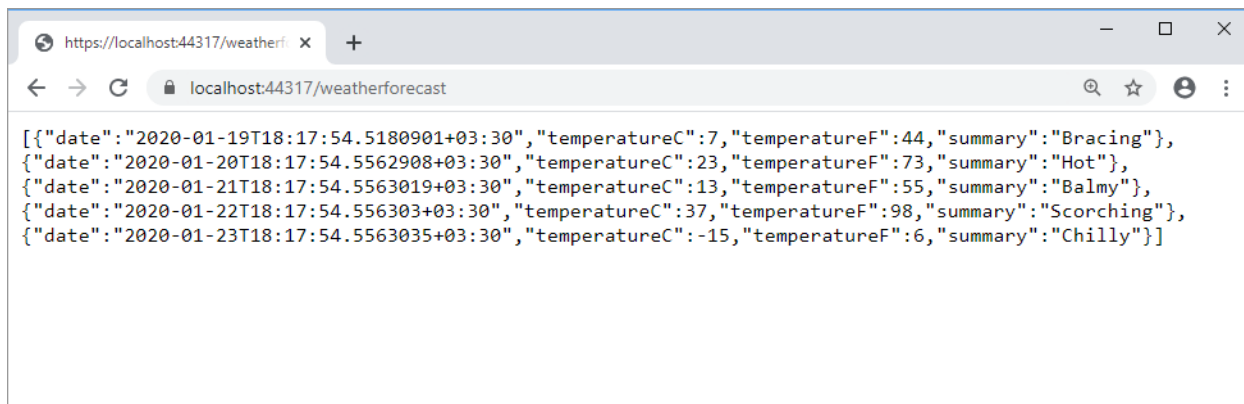 https://localhost:44317/weatherf
localhost:44317/weatherforecast
[{"date":"2020-01-19T18:17:54.5180901+03:30","temperatureC":7,"temperatureF":44,"summary":"Bracing"},
{"date":"2020-01-20T18:17:54.5562908+03:30","temperatureC":23,"temperatureF":73,"summary":"Hot"},
{"date":"2020-01-21T18:17:54.5563019+03:30","temperatureC":13,"temperatureF":55,"summary":"Balmy"},
{"date":"2020-01-22T18:17:54.556303+03:30","temperatureC":37,"temperatureF":98,"summary":"Scorching"},
{"date":"2020-01-23T18:17:54.5563035+03:30","temperatureC":-15,"temperatureF":6,"summary":"Chilly"}]